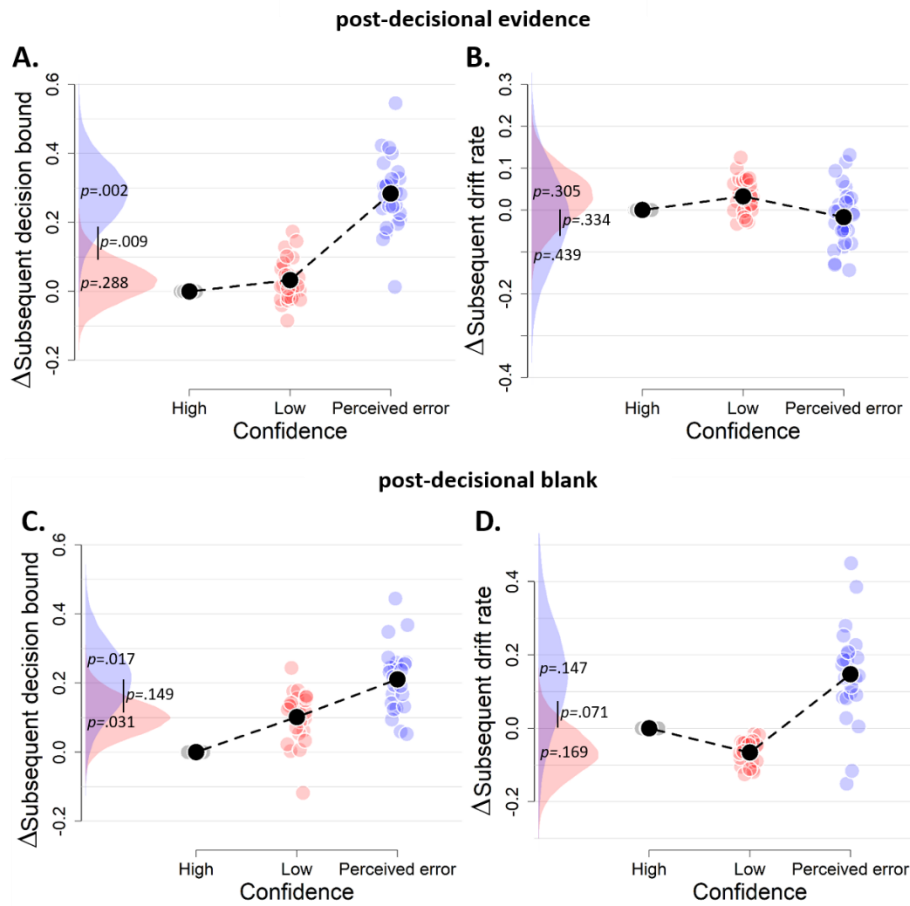 post-decisional evidence
A.
ΔSubsequent decision bound
0.6
0.4
0.2
0.0
-0.2
p=.002
p=.009
p=.288
High
Low
Perceived error
Confidence
B.
ΔSubsequent drift rate
0.3
0.2
0.1
0.0
-0.2
-0.4
p=.305
p=.334
p=.439
High
Low
Perceived error
Confidence
post-decisional blank
C.
ΔSubsequent decision bound
0.6
0.4
0.2
0.0
-0.2
p=.017
p=.149
p=.031
High
Low
Perceived error
Confidence
D.
ΔSubsequent drift rate
0.4
0.2
0.0
-0.2
p=.147
p=.071
p=.169
High
Low
Perceived error
Confidence